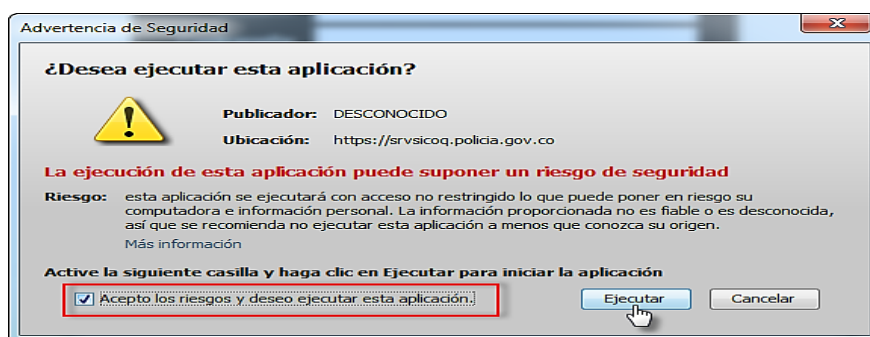 Advertencia de Seguridad
¿Desea ejecutar esta aplicación?
Publicador: DESCONOCIDO
Ubicación: https://srvsicoq.policia.gov.co
La ejecución de esta aplicación puede suponer un riesgo de seguridad
Riesgo: esta aplicación se ejecutará con acceso no restringido lo que puede poner en riesgo su
computadora e información personal. La información proporcionada no es fiable o es desconocida,
así que se recomienda no ejecutar esta aplicación a menos que conozca su origen.
Más información
Active la siguiente casilla y haga clic en Ejecutar para iniciar la aplicación
Acepto los riesgos y deseo ejecutar esta aplicación. Ejecutar Cancelar